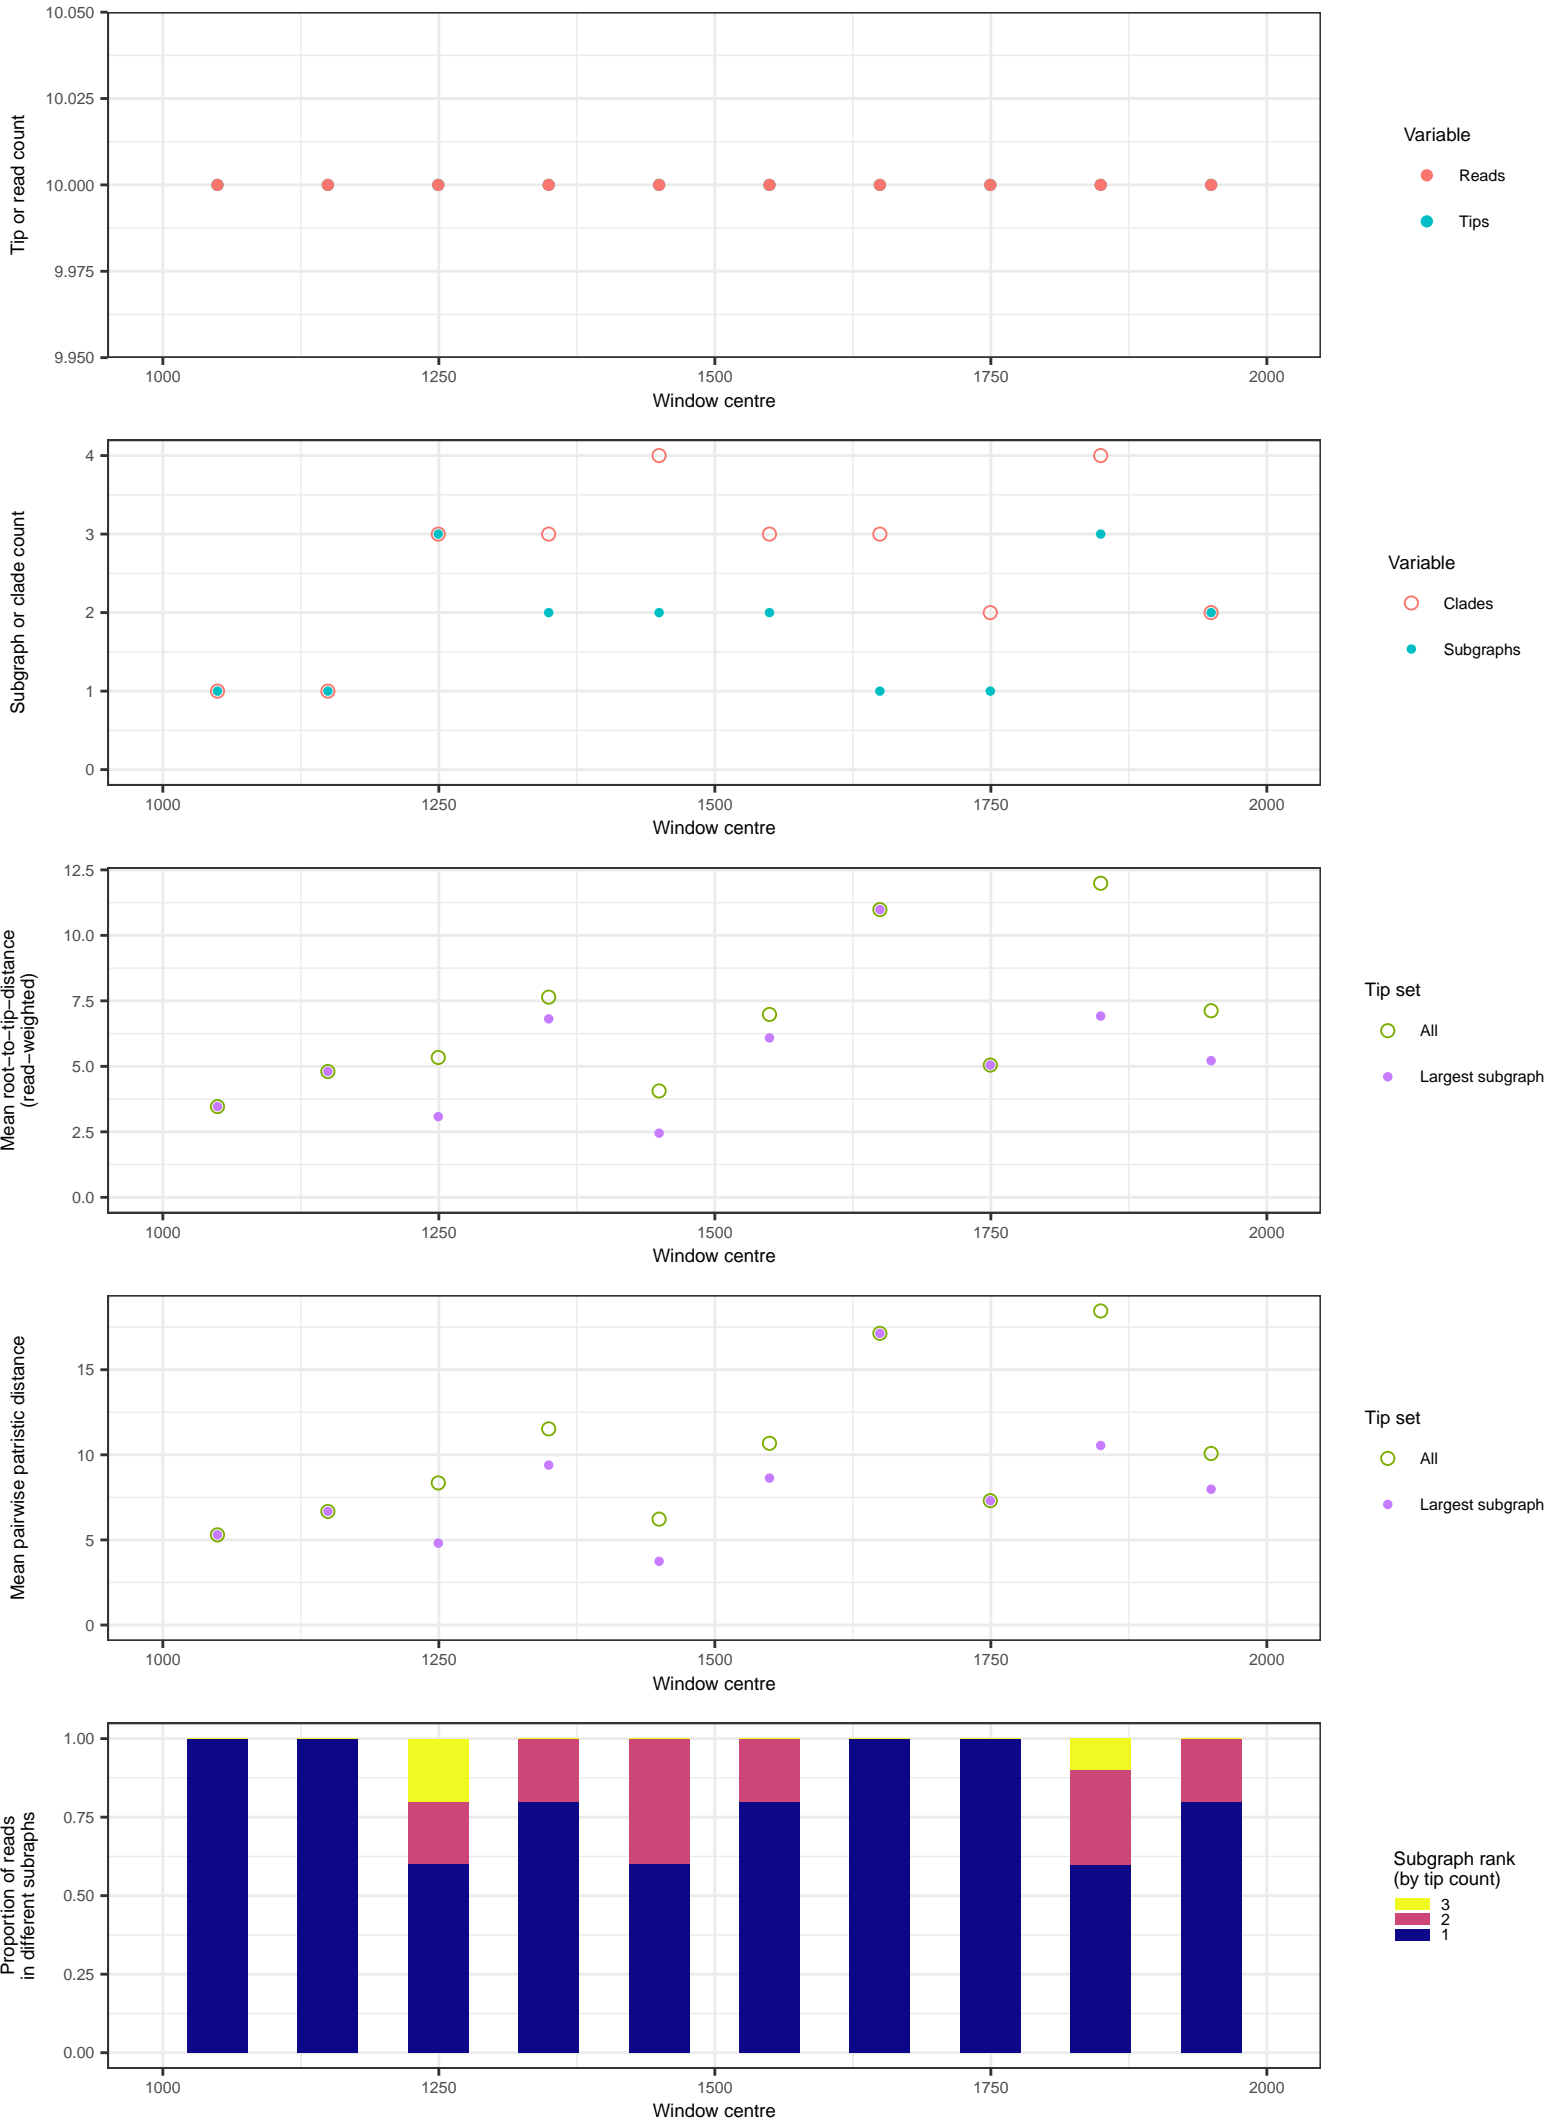 10.050
10.025
10.000
9.975
9.950
Tip or read count
1000 1250 1500 1750 2000
Window centre
Variable
Reads
Tips
4
3
2
1
0
Subgraph or clade count
1000 1250 1500 1750 2000
Window centre
Variable
Clades
Subgraphs
12.5
10.0
7.5
5.0
2.5
0.0
Mean root−to−tip−distance
(read−weighted)
1000 1250 1500 1750 2000
Window centre
Tip set
All
Largest subgraph
15
10
5
0
Mean pairwise patristic distance
1000 1250 1500 1750 2000
Window centre
Tip set
All
Largest subgraph
1.00
0.75
0.50
0.25
0.00
Proportion of reads
in different subraphs
1000 1250 1500 1750 2000
Window centre
Subgraph rank
(by tip count)
3
2
1